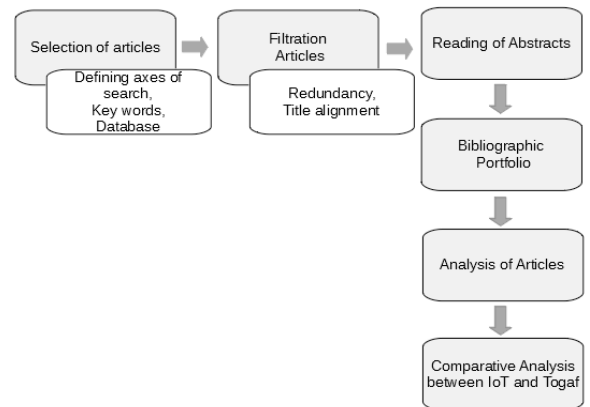 Selection of articles
Defining axes of
search,
Key words,
Database
Filtration
Articles
Redundancy,
Title alignment
Reading of Abstracts
Bibliographic
Portfolio
Analysis of Articles
Comparative Analysis
between IoT and Togaf